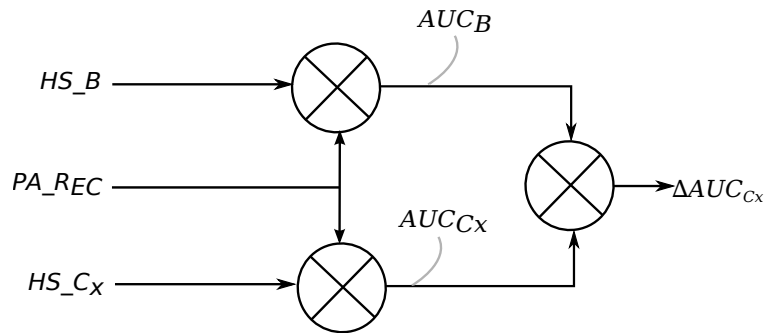 AUC_B
HS_B
PA_R_EC
AUC_Cx
ΔAUC_Cx
HS_C_x